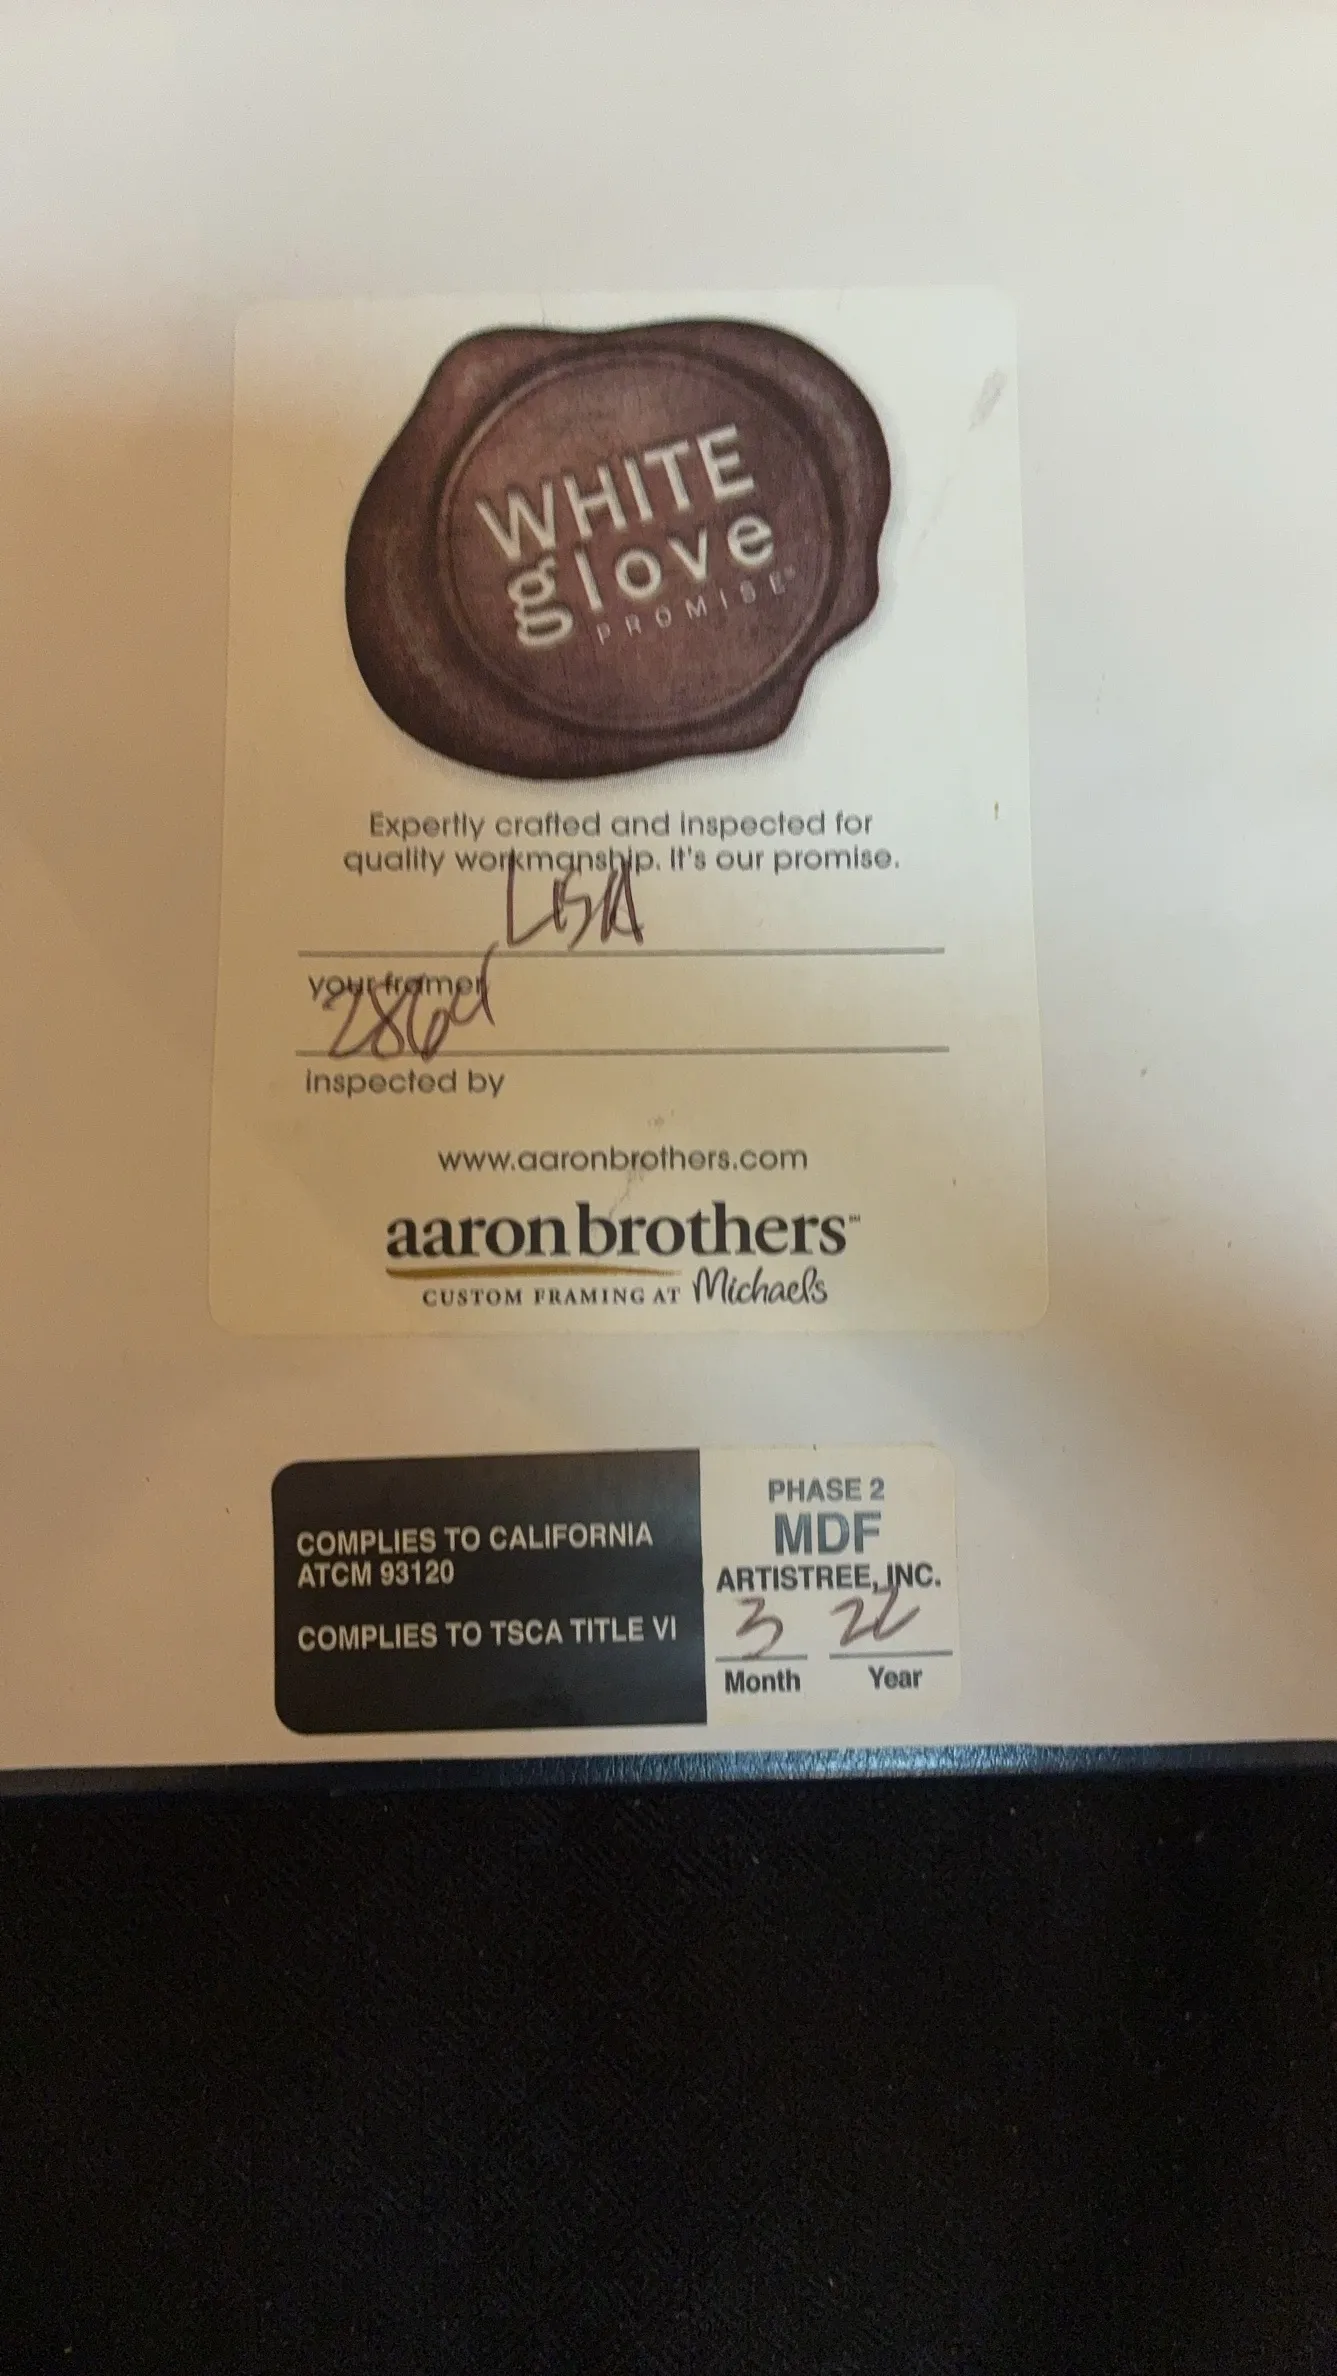 WHITE
glove
PROMISE
Expertly crafted and inspected for
quality workmanship. It's our promise.
LISA
your framer
inspected by
www.aaronbrothers.com
aaronbrothers™
CUSTOM FRAMING AT Michaels
COMPLIES TO CALIFORNIA
ATCM 93120
COMPLIES TO TSCA TITLE VI
PHASE 2
MDF
ARTISTREE, INC.
3 22
Month Year